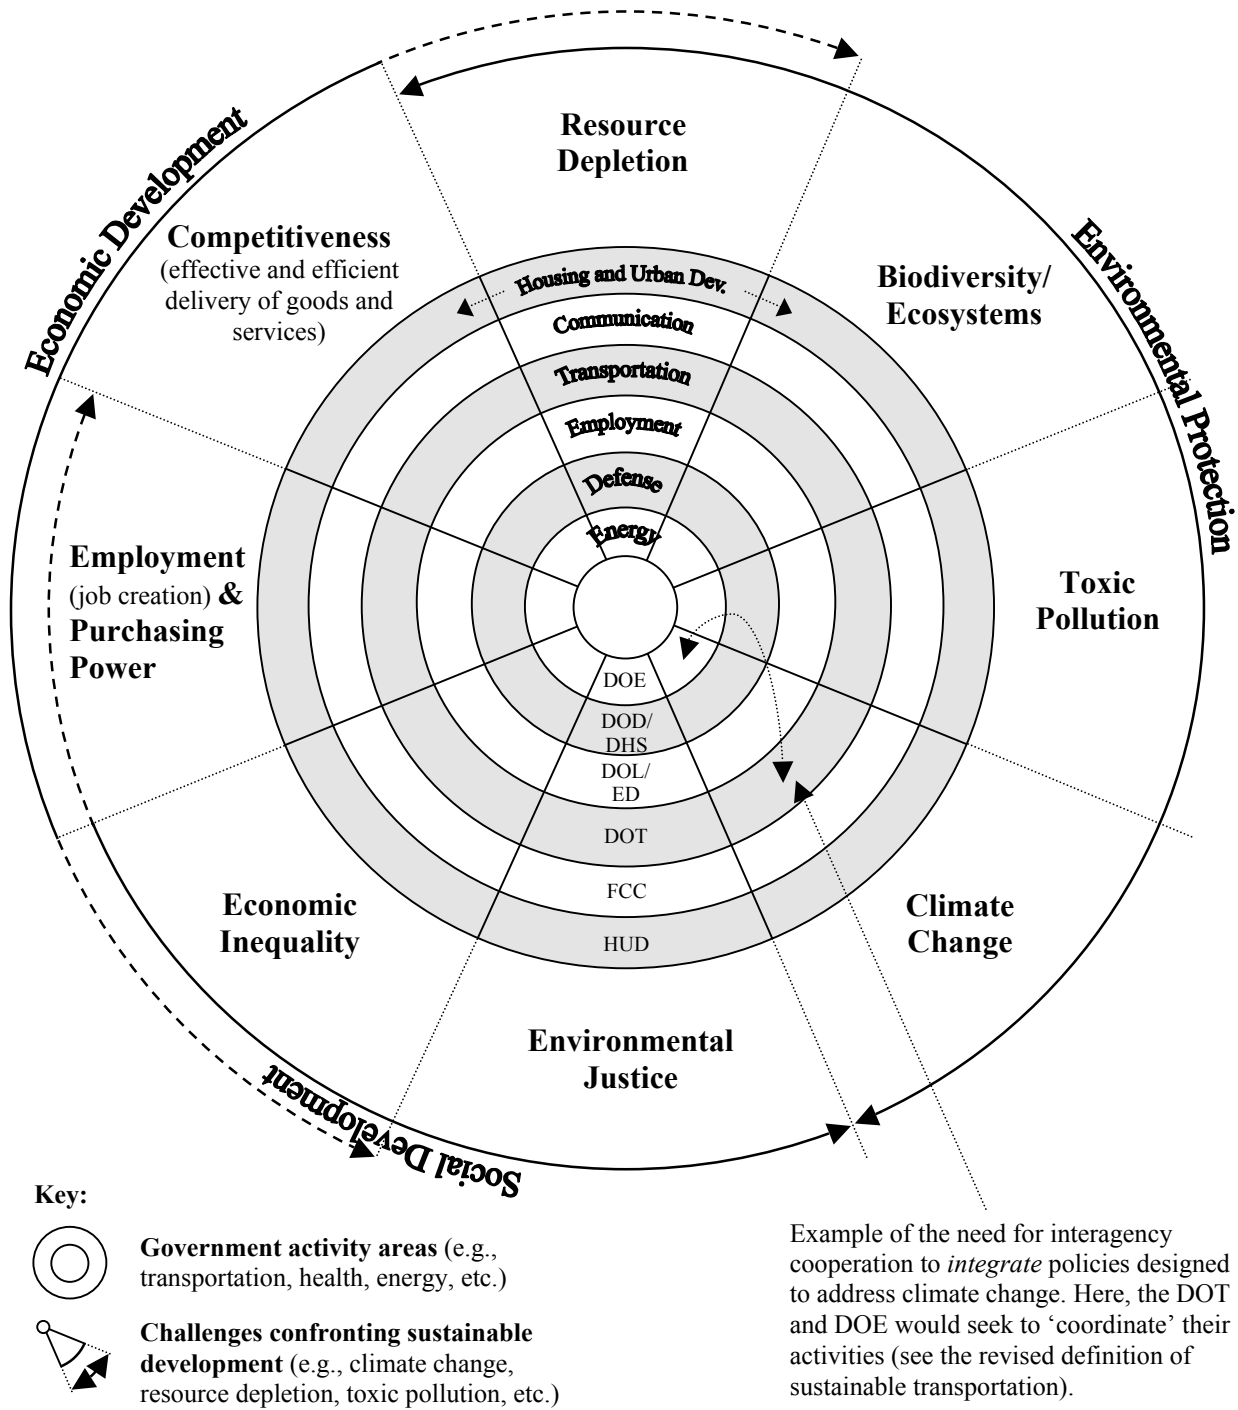 Resource
Depletion
Economic Development
Competitiveness
(effective and efficient
delivery of goods and
services)
Biodiversity/
Ecosystems
Environmental Protection
Housing and Urban Dev.
Communication
Transportation
Employment
Defense
Energy
Employment
(job creation) &
Purchasing
Power
Toxic
Pollution
DOE
DOD/
DHS
DOL/
ED
DOT
FCC
HUD
Economic
Inequality
Climate
Change
Environmental
Justice
Social Development
Key:
Government activity areas (e.g.,
transportation, health, energy, etc.)
Challenges confronting sustainable
development (e.g., climate change,
resource depletion, toxic pollution, etc.)
Example of the need for interagency
cooperation to integrate policies designed
to address climate change. Here, the DOT
and DOE would seek to ‘coordinate’ their
activities (see the revised definition of
sustainable transportation).